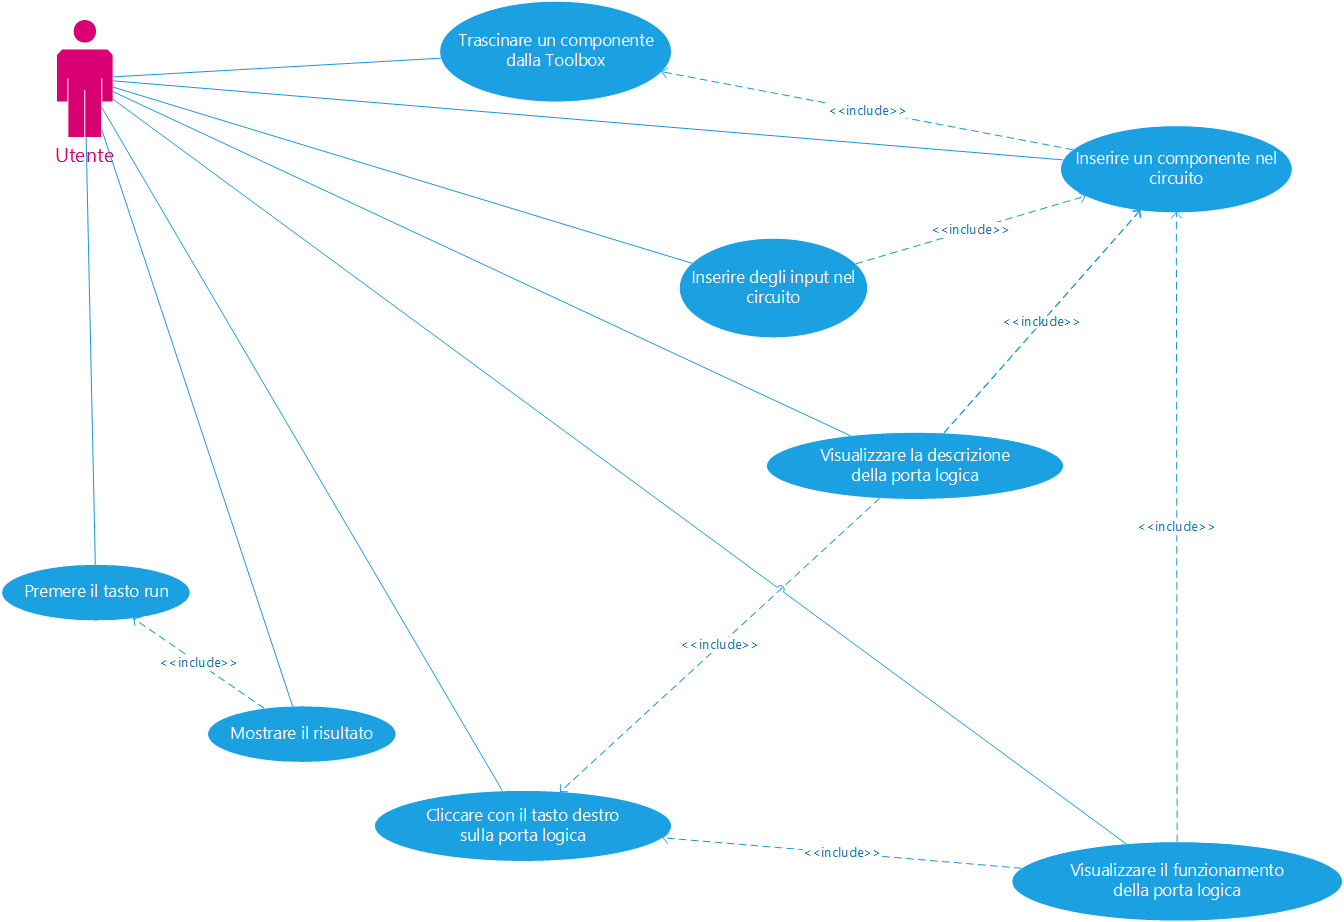 Trascinare un componente
dalla Toolbox
<<include>>
Utente
Inserire un componente nel
circuito
<<include>>
Inserire degli input nel
circuito
<<include>>
Visualizzare la descrizione
della porta logica
<<include>>
Premere il tasto run
<<include>>
<<include>>
Mostrare il risultato
Cliccare con il tasto destro
sulla porta logica
<<include>>
Visualizzare il funzionamento
della porta logica